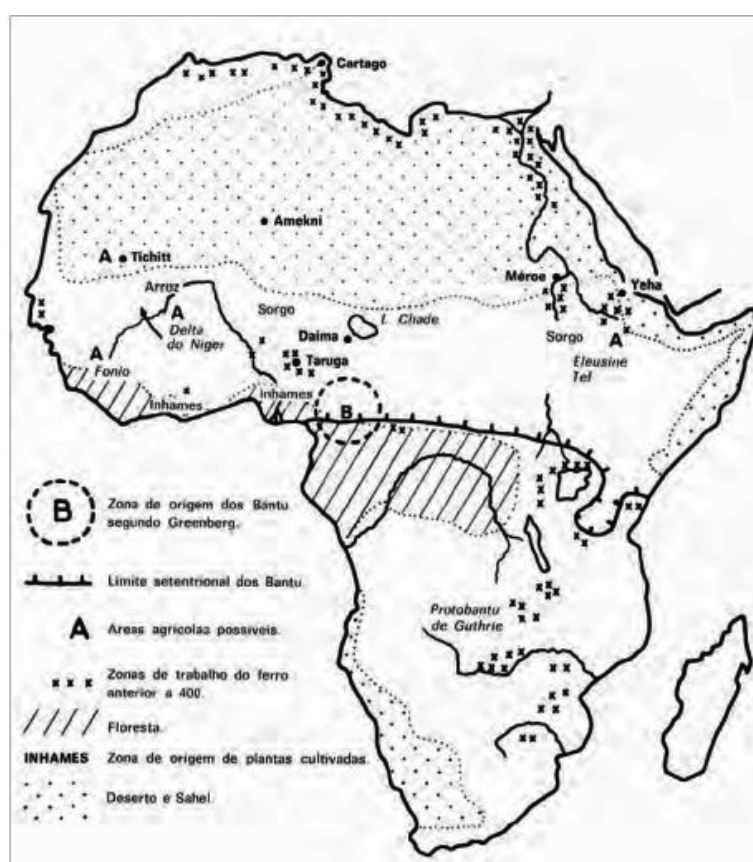 Cartago
Amekni
A Tichitt
Méroe
Yeha
Arroz
Sorgo
L. Chade
A
Delta
do Niger
Daima
Sorgo
A
Taruga
Eleusine
Tef
A
Fonio
Inhames
Inhames
B
B
Zona de origem dos Bantu
segundo Greenberg.
Limite setentrional dos Bantu.
A
Áreas agrícolas possíveis.
Protobantu
de Guthrie
x x x
Zonas de trabalho do ferro
anterior a 400.
Floresta.
INHAMES Zona de origem de plantas cultivadas.
Deserto e Sahel.